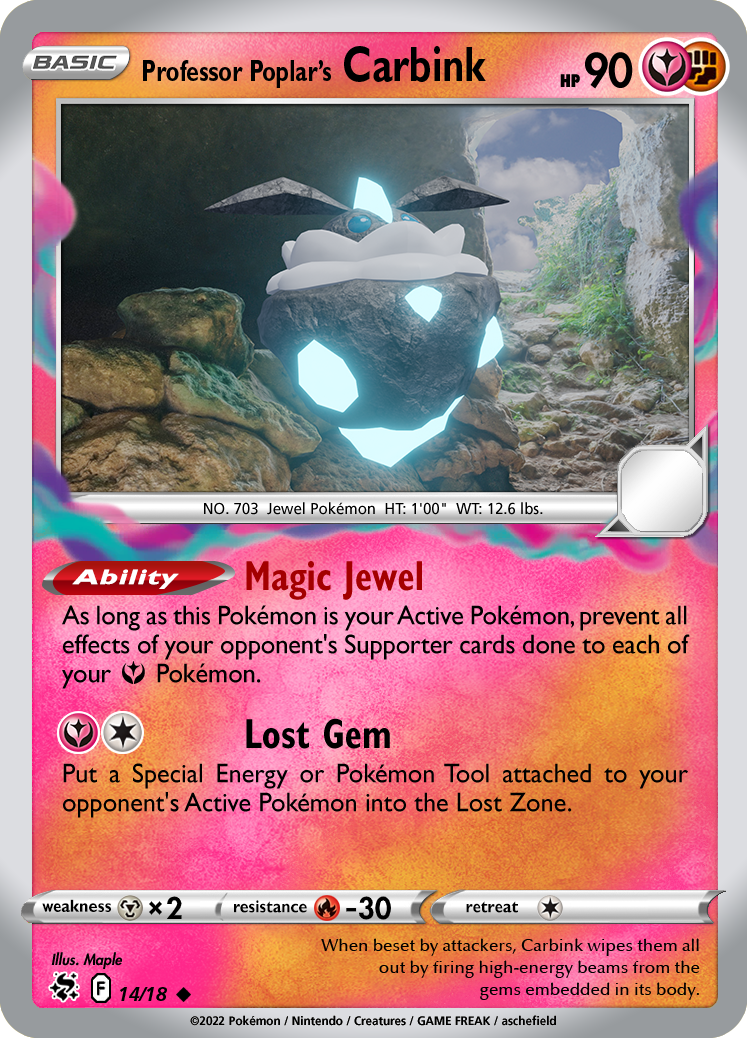 BASIC Professor Poplar's Carbink HP 90
NO. 703 Jewel Pokémon HT: 1'00" WT: 12.6 lbs.
Ability Magic Jewel
As long as this Pokémon is your Active Pokémon, prevent all
effects of your opponent's Supporter cards done to each of
your Pokémon.
Lost Gem
Put a Special Energy or Pokémon Tool attached to your
opponent's Active Pokémon into the Lost Zone.
weakness ×2 resistance -30 retreat
When beset by attackers, Carbink wipes them all
out by firing high-energy beams from the
gems embedded in its body.
Illus. Maple
F 14/18
©2022 Pokémon / Nintendo / Creatures / GAME FREAK / aschefield